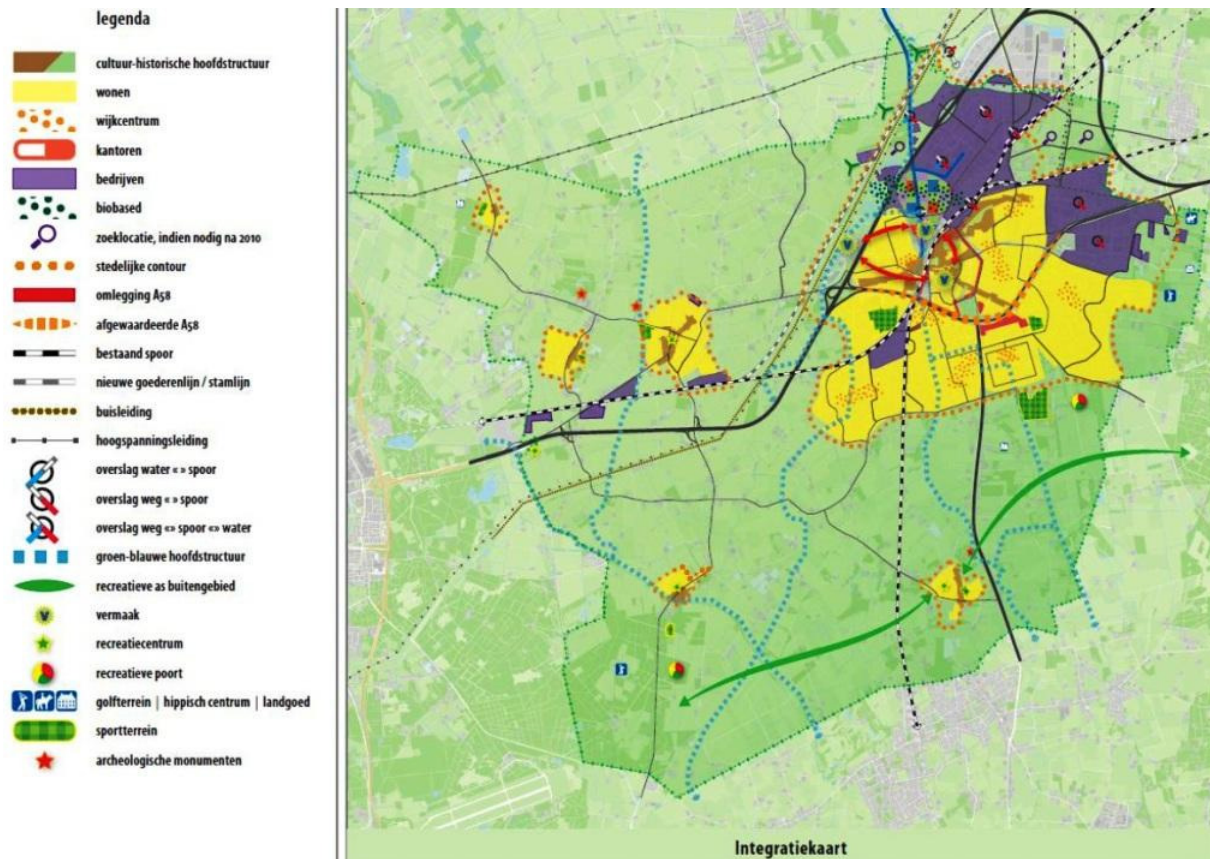 legenda
cultuur-historische hoofdstructuur
wonen
wijkcentrum
kantoren
bedrijven
biobased
zoeklocatie, indien nodig na 2010
stedelijke contour
omlegging A58
afgewaardeerde A58
bestaand spoor
nieuwe goederenlijn / stamlijn
buisleiding
hoogspanningsleiding
overslag water «» spoor
overslag weg «» spoor
overslag weg «» spoor «» water
groen-blauwe hoofdstructuur
recreatieve as buitengebied
vermaak
recreatiecentrum
recreatieve poort
golfterrein | hippisch centrum | landgoed
sportterrein
archeologische monumenten
Integratiekaart